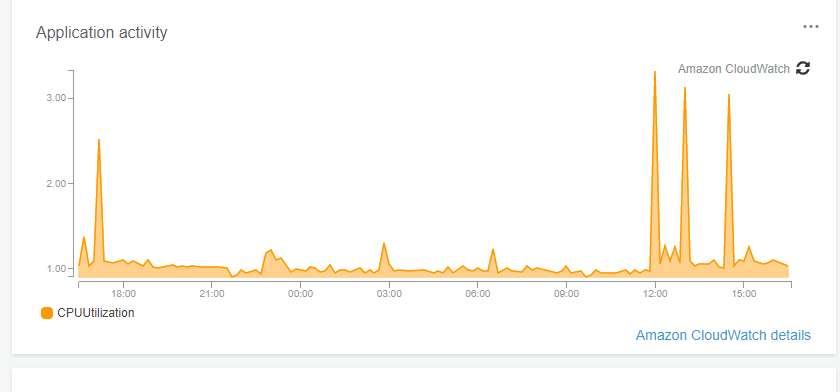 Application activity
Amazon CloudWatch
3.00
2.00
1.00
18:00 21:00 00:00 03:00 06:00 09:00 12:00 15:00
CPUUtilization
Amazon CloudWatch details